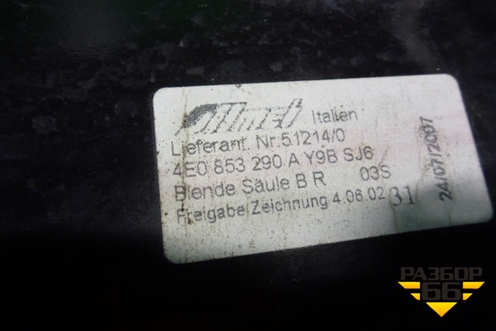 Italien
Lieferant. Nr.51214/0
4E0 853 290 A Y9B SJ6
Blende Säule B R 03S
Freigabe Zeichnung 4.06.02 31
24/07/2007
РАЗБОР
66